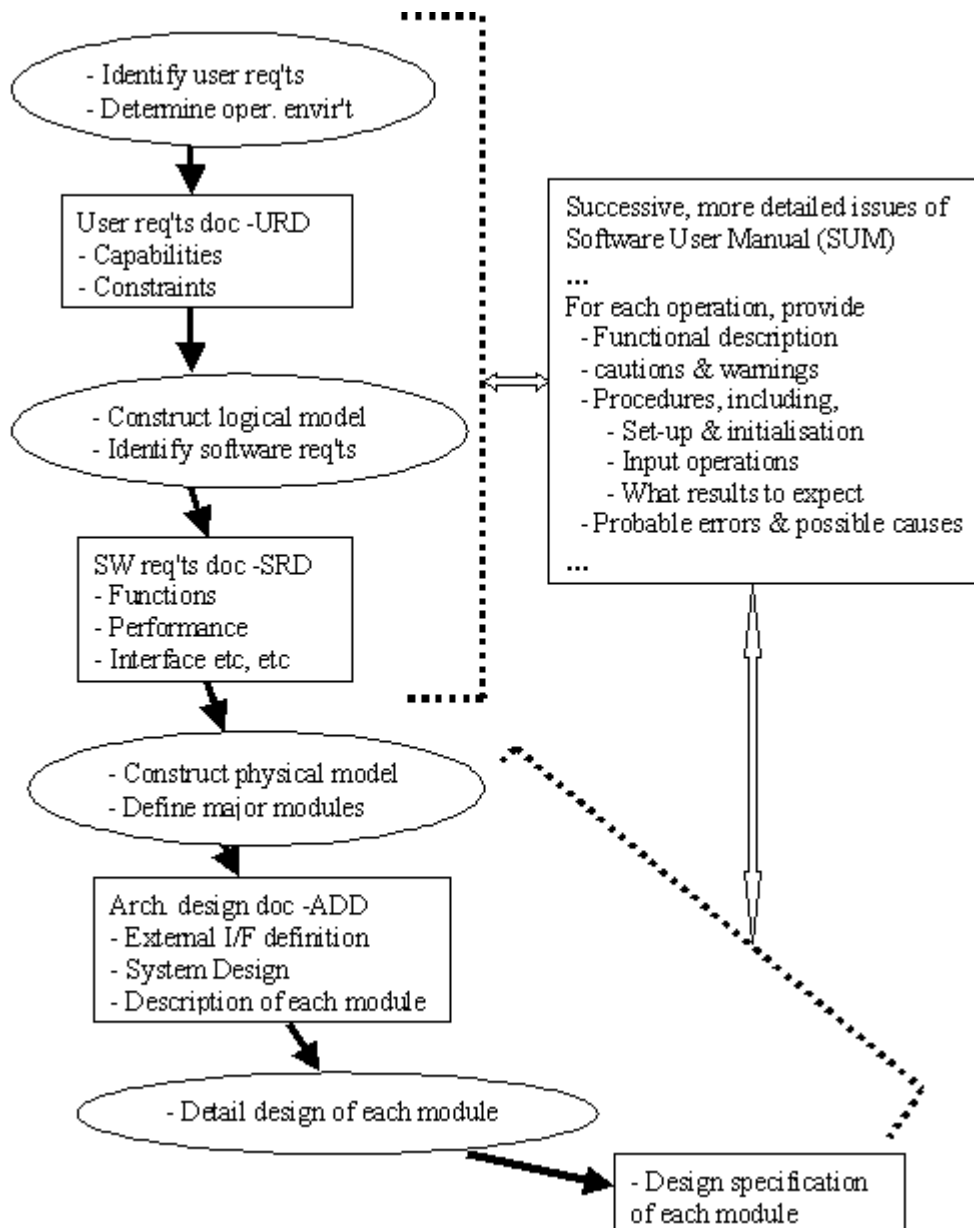 - Identify user req'ts
- Determine oper. envir't
User req'ts doc -URD
- Capabilities
- Constraints
- Construct logical model
- Identify software req'ts
SW req'ts doc -SRD
- Functions
- Performance
- Interface etc, etc
- Construct physical model
- Define major modules
Arch. design doc -ADD
- External I/F definition
- System Design
- Description of each module
- Detail design of each module
- Design specification
of each module
Successive, more detailed issues of
Software User Manual (SUM)
...
For each operation, provide
- Functional description
- cautions & warnings
- Procedures, including,
- Set-up & initialisation
- Input operations
- What results to expect
- Probable errors & possible causes
...